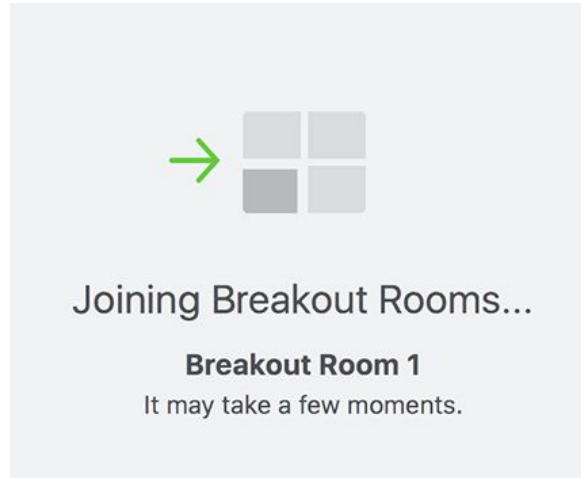 Joining Breakout Rooms...
Breakout Room 1
It may take a few moments.